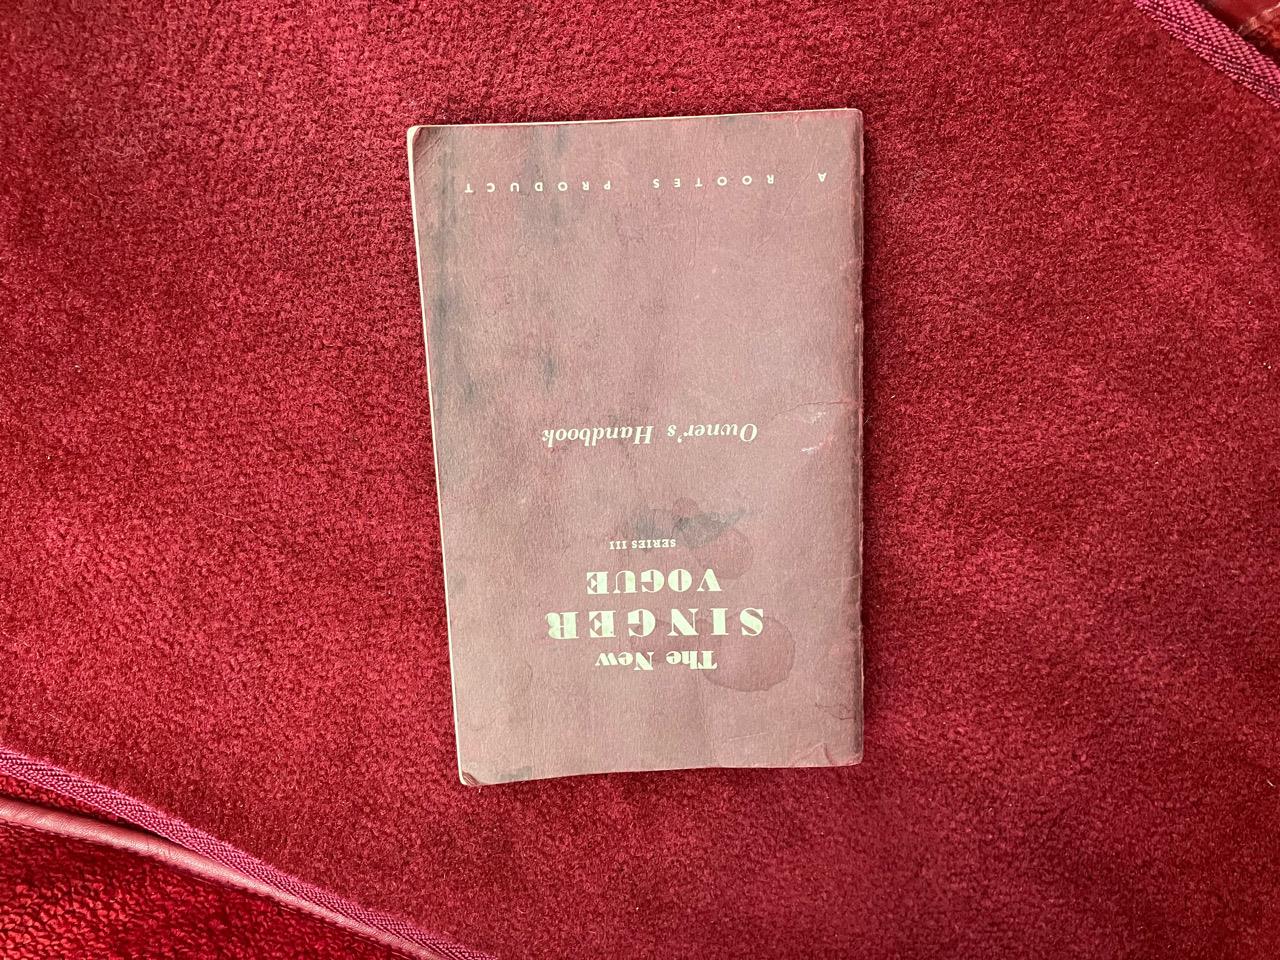 The New
SINGER
VOGUE
SERIES III
Owner's Handbook
A ROOTES PRODUCT